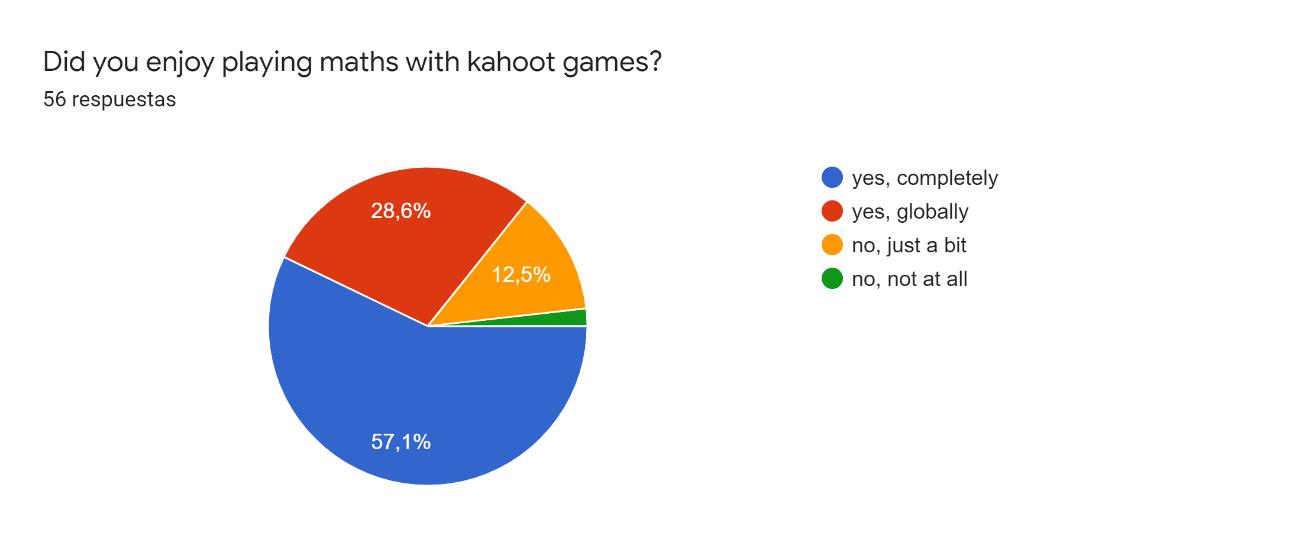 Did you enjoy playing maths with kahoot games?
56 respuestas
yes, completely
yes, globally
no, just a bit
no, not at all
28,6%
12,5%
57,1%